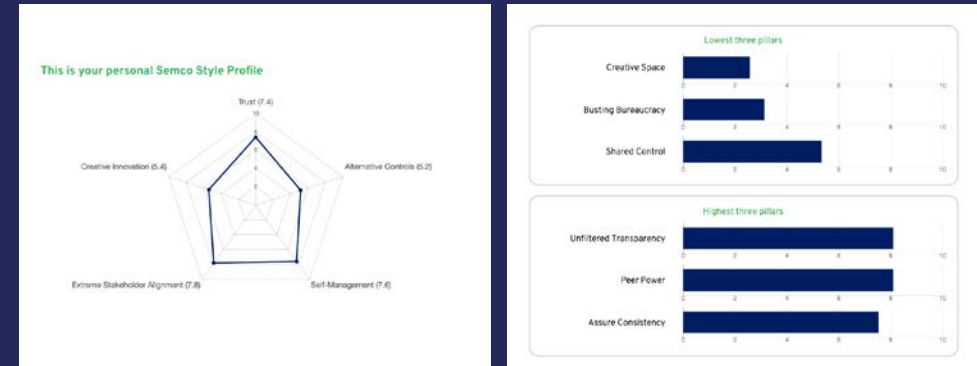 This is your personal Semco Style Profile
Trust (7.4)
10
8
6
4
2
Creative Innovation (5.4)
Alternative Controls (5.2)
Extreme Stakeholder Alignment (7.8)
Self-Management (7.6)
Lowest three pillars
Creative Space
0 2 4 6 8 10
Busting Bureaucracy
0 2 4 6 8 10
Shared Control
0 2 4 6 8 10
Highest three pillars
Unfiltered Transparency
0 2 4 6 8 10
Peer Power
0 2 4 6 8 10
Assure Consistency
0 2 4 6 8 10